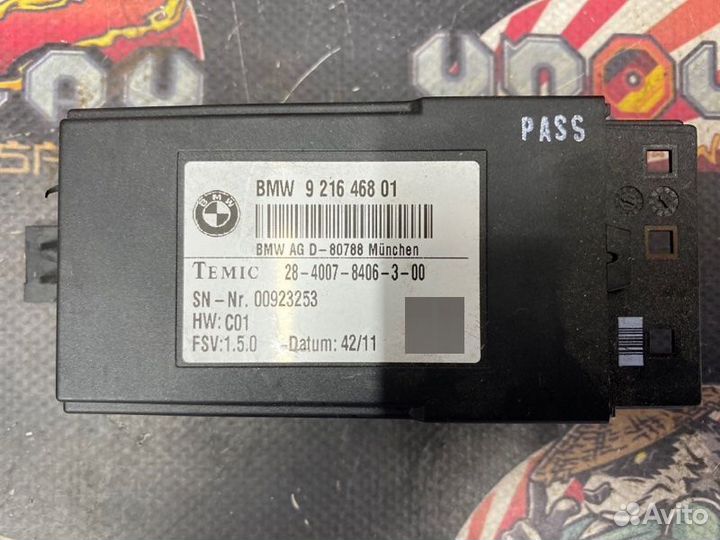 PASS
BMW 9 216 468 01
BMW
BMW AG D-80788 München
TEMIC 28-4007-8406-3-00
SN-Nr. 00923253
HW: C01
FSV:1.5.0 -Datum: 42/11
Avito